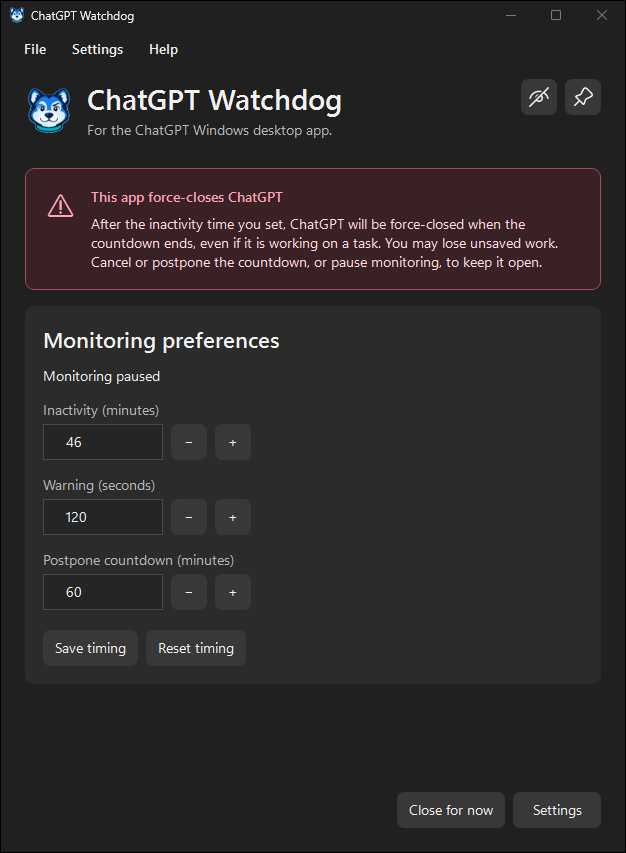 ChatGPT Watchdog
File Settings Help
ChatGPT Watchdog
For the ChatGPT Windows desktop app.
This app force-closes ChatGPT
After the inactivity time you set, ChatGPT will be force-closed when the
countdown ends, even if it is working on a task. You may lose unsaved work.
Cancel or postpone the countdown, or pause monitoring, to keep it open.
Monitoring preferences
Monitoring paused
Inactivity (minutes)
46 − +
Warning (seconds)
120 − +
Postpone countdown (minutes)
60 − +
Save timing Reset timing
Close for now Settings